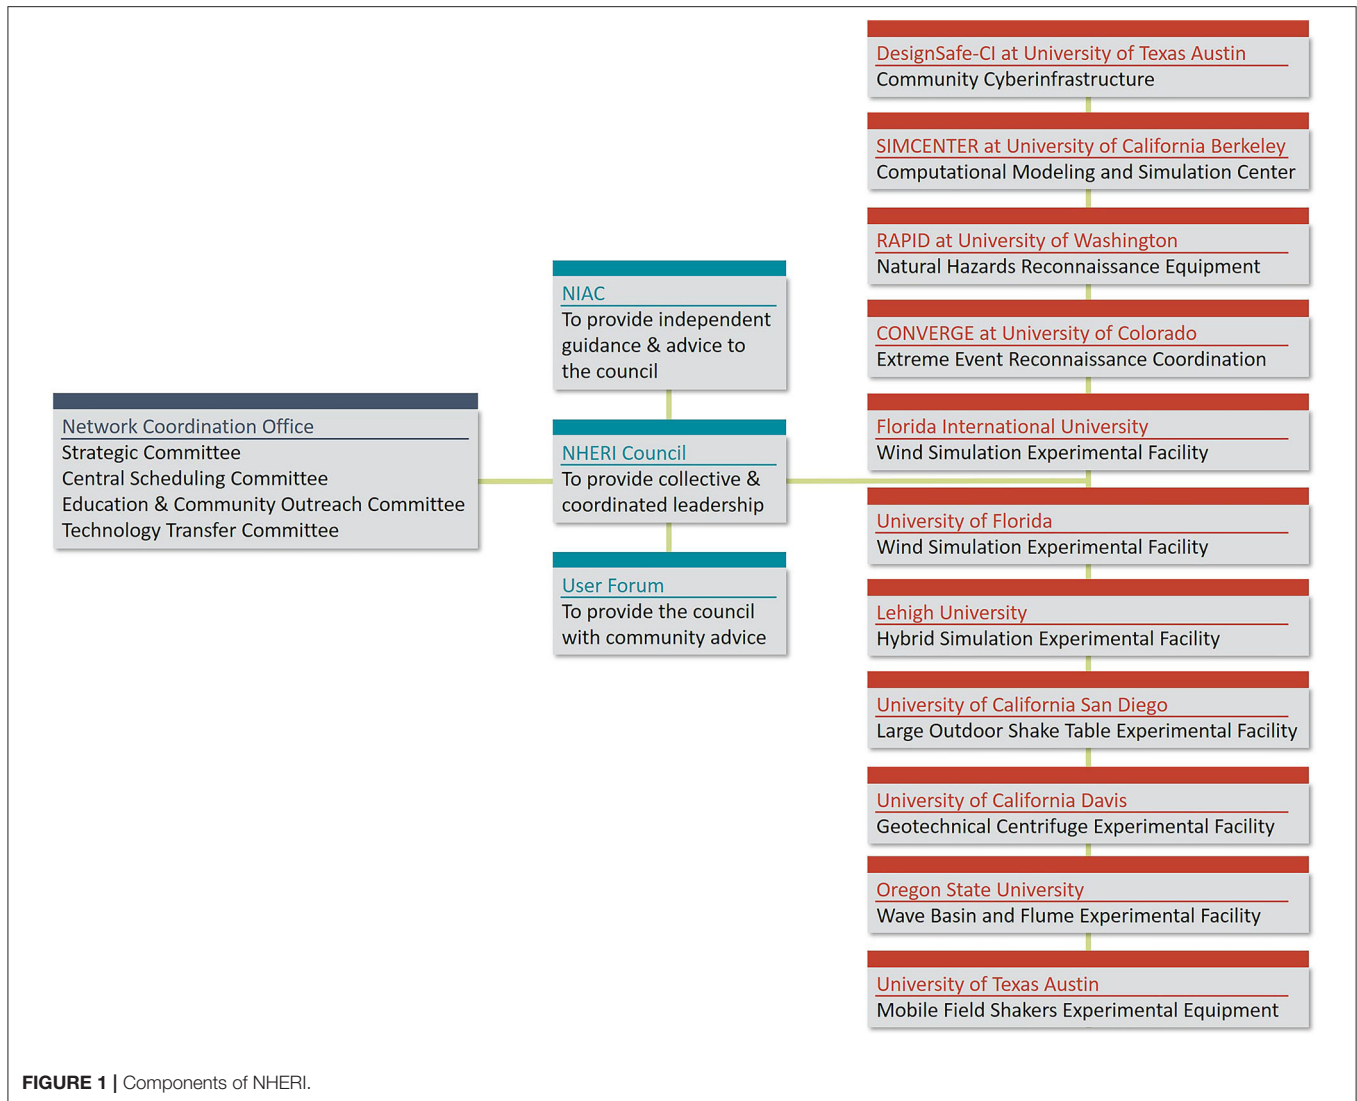 Network Coordination Office
Strategic Committee
Central Scheduling Committee
Education & Community Outreach Committee
Technology Transfer Committee
NIAC
To provide independent
guidance & advice to
the council
NHERI Council
To provide collective &
coordinated leadership
User Forum
To provide the council
with community advice
DesignSafe-CI at University of Texas Austin
Community Cyberinfrastructure
SIMCENTER at University of California Berkeley
Computational Modeling and Simulation Center
RAPID at University of Washington
Natural Hazards Reconnaissance Equipment
CONVERGE at University of Colorado
Extreme Event Reconnaissance Coordination
Florida International University
Wind Simulation Experimental Facility
University of Florida
Wind Simulation Experimental Facility
Lehigh University
Hybrid Simulation Experimental Facility
University of California San Diego
Large Outdoor Shake Table Experimental Facility
University of California Davis
Geotechnical Centrifuge Experimental Facility
Oregon State University
Wave Basin and Flume Experimental Facility
University of Texas Austin
Mobile Field Shakers Experimental Equipment
FIGURE 1 | Components of NHERI.